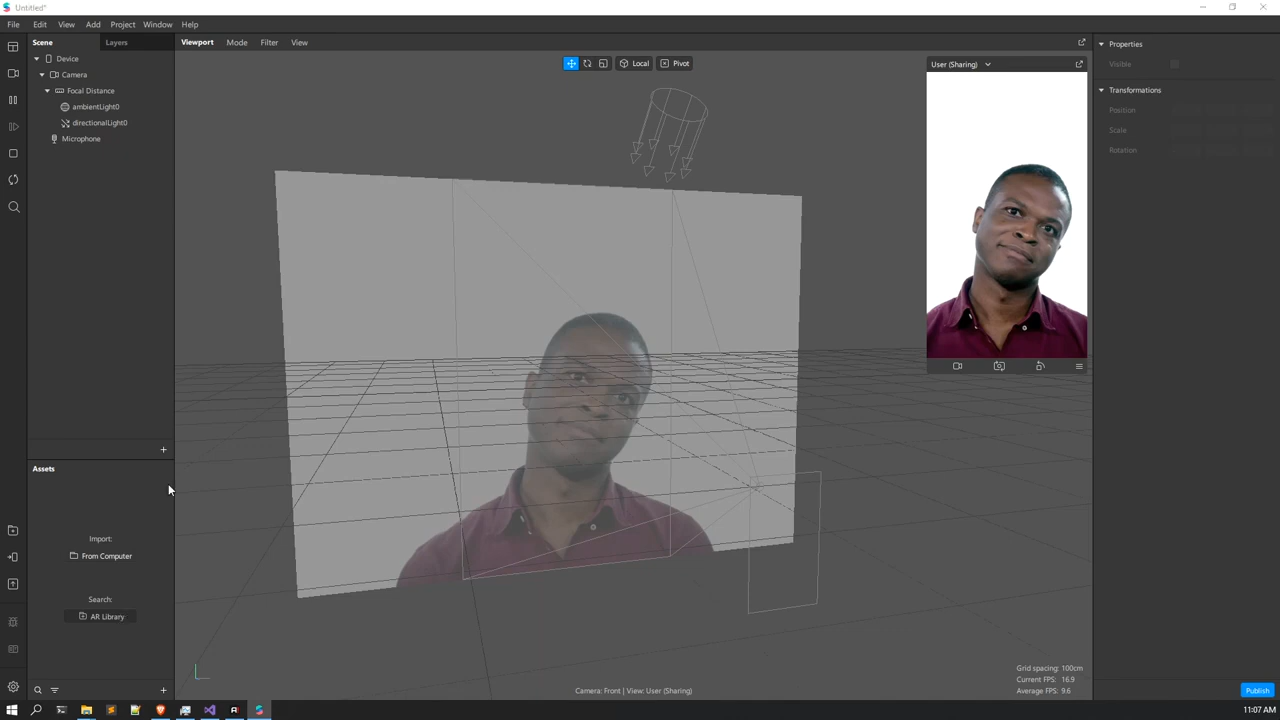 Untitled*
File Edit View Add Project Window Help
Scene Layers
Viewport Mode Filter View
Properties
Device
Local Pivot
User (Sharing)
Visible
Camera
Focal Distance
Transformations
ambientLight0
Position
directionalLight0
Scale
Microphone
Rotation
Assets
Import:
From Computer
Search:
AR Library
Grid spacing: 100cm
Current FPS: 16.9
Average FPS: 9.6
Camera: Front | View: User (Sharing)
Publish
11:07 AM